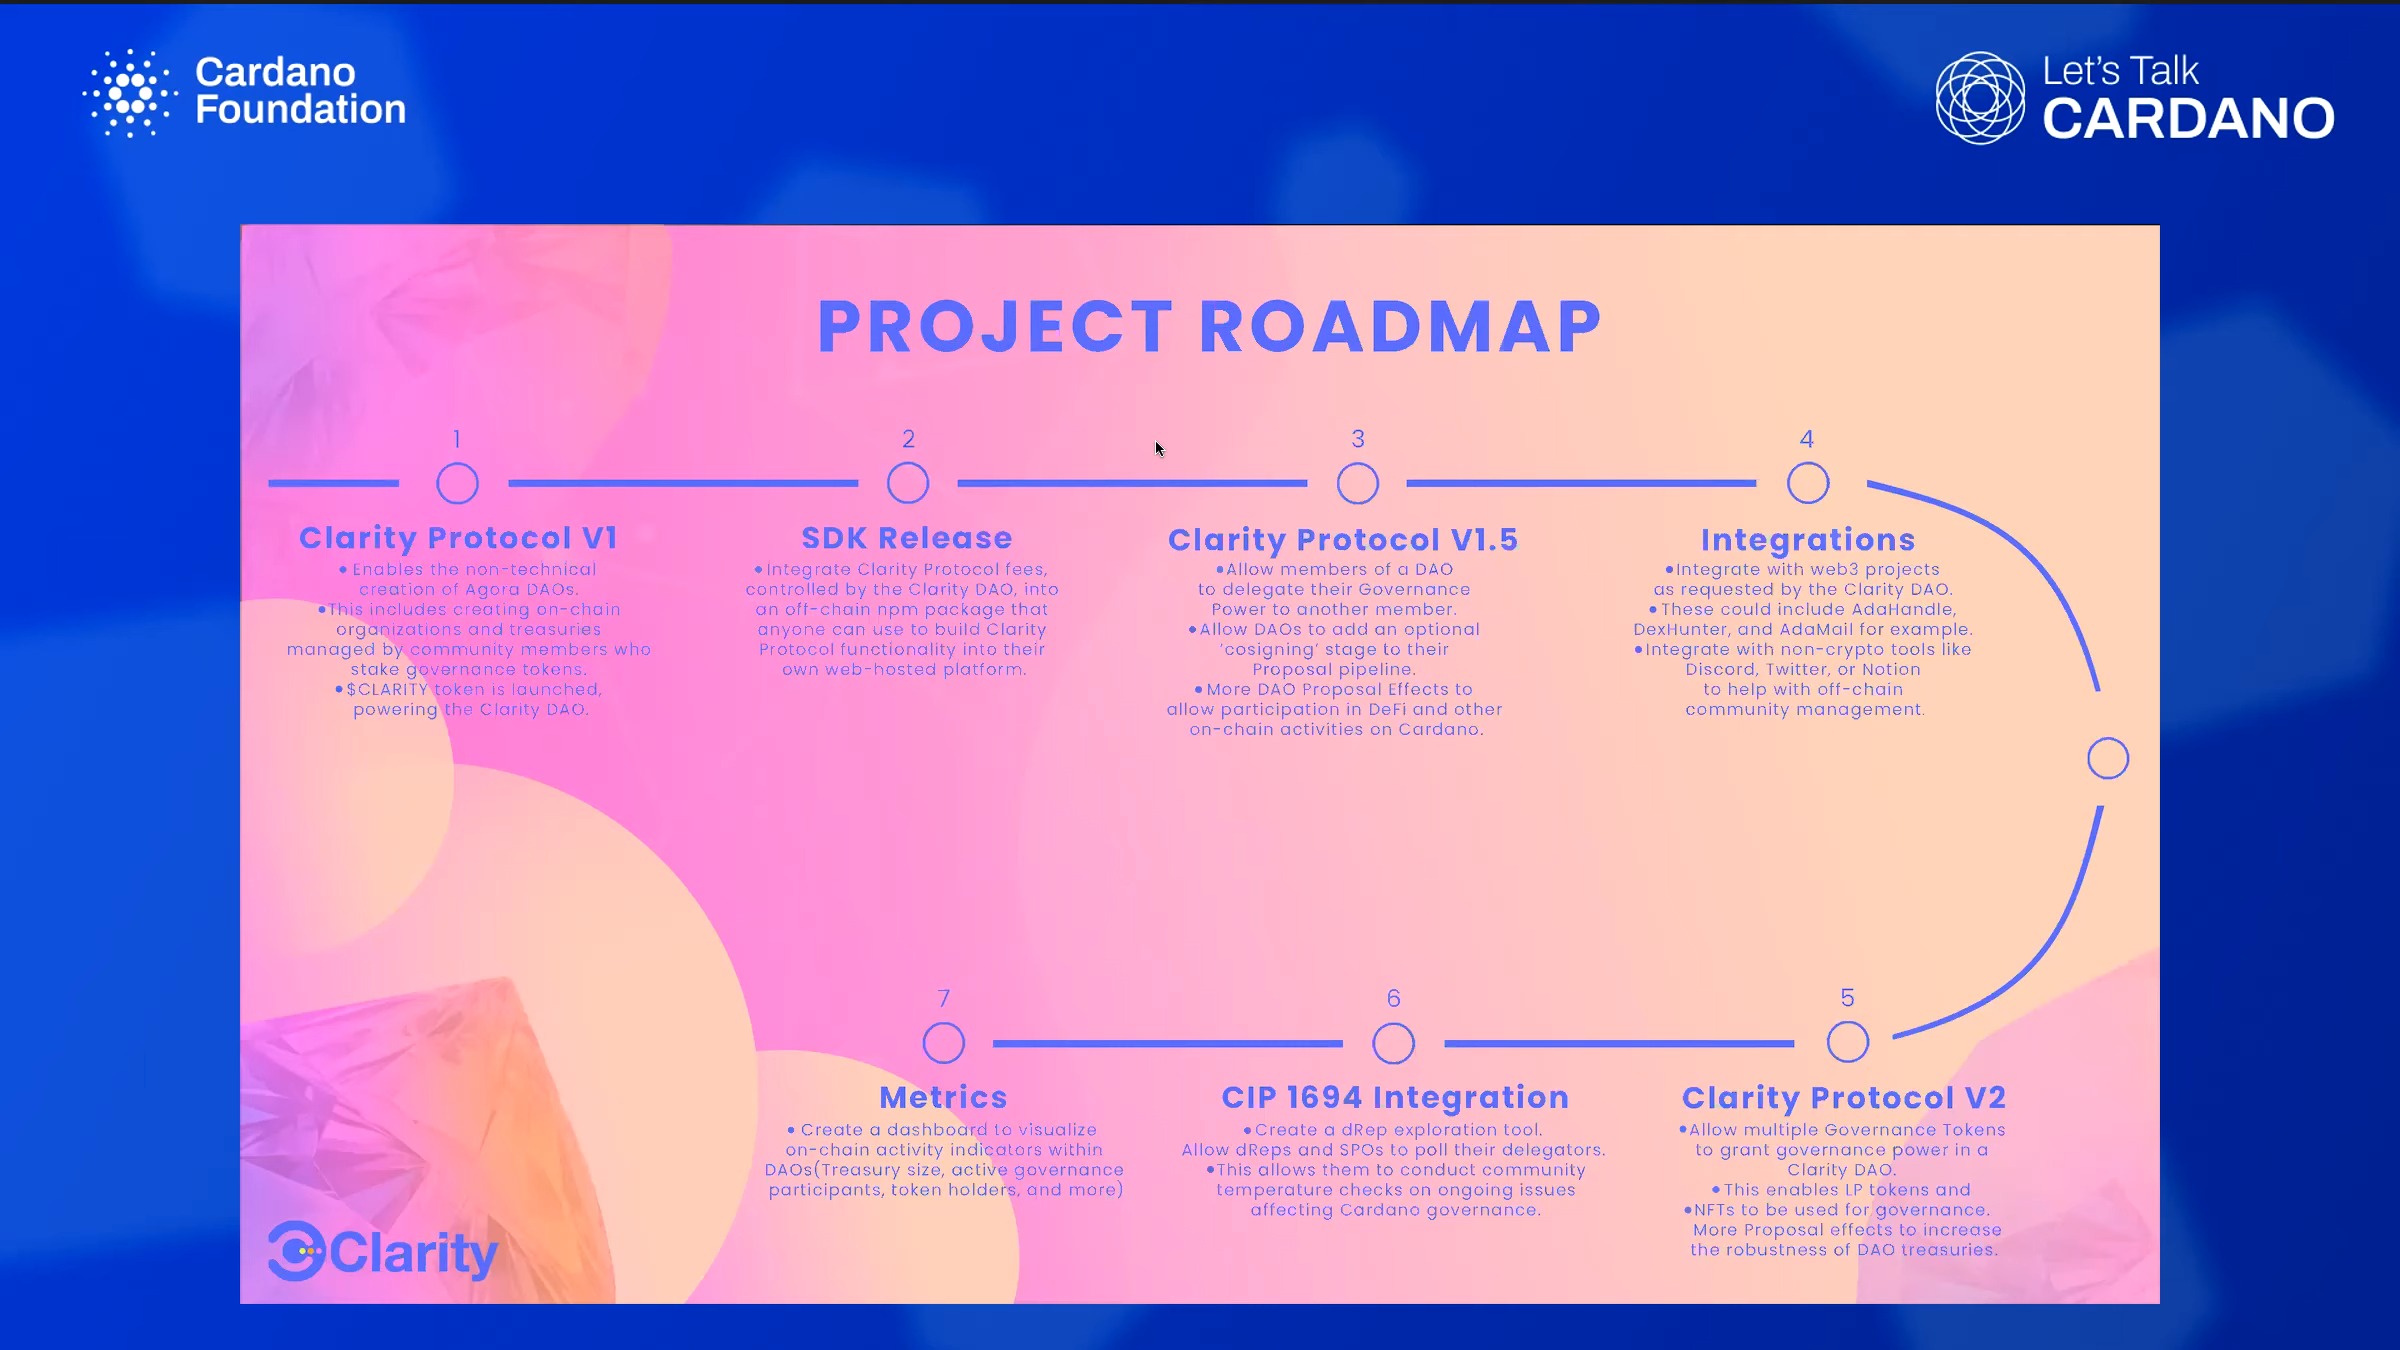 Cardano
Foundation
Let's Talk
CARDANO
PROJECT ROADMAP
1
Clarity Protocol V1
• Enables the non-technical
creation of Agora DAOs.
•This includes creating on-chain
organizations and treasuries
managed by community members who
stake governance tokens.
•$CLARITY token is launched,
powering the Clarity DAO.
2
SDK Release
•Integrate Clarity Protocol fees,
controlled by the Clarity DAO, into
an off-chain npm package that
anyone can use to build Clarity
Protocol functionality into their
own web-hosted platform.
3
Clarity Protocol V1.5
•Allow members of a DAO
to delegate their Governance
Power to another member.
•Allow DAOs to add an optional
'cosigning' stage to their
Proposal pipeline.
•More DAO Proposal Effects to
allow participation in DeFi and other
on-chain activities on Cardano.
4
Integrations
•Integrate with web3 projects
as requested by the Clarity DAO.
•These could include AdaHandle,
DexHunter, and AdaMail for example.
•Integrate with non-crypto tools like
Discord, Twitter, or Notion
to help with off-chain
community management.
5
Clarity Protocol V2
•Allow multiple Governance Tokens
to grant governance power in a
Clarity DAO.
•This enables LP tokens and
•NFTs to be used for governance.
More Proposal effects to increase
the robustness of DAO treasuries.
6
CIP 1694 Integration
•Create a dRep exploration tool.
Allow dReps and SPOs to poll their delegators.
•This allows them to conduct community
temperature checks on ongoing issues
affecting Cardano governance.
7
Metrics
• Create a dashboard to visualize
on-chain activity indicators within
DAOs(Treasury size, active governance
participants, token holders, and more)
Clarity